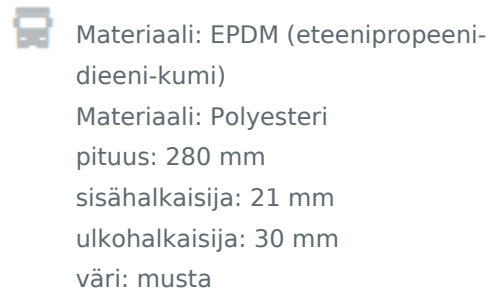 Materiaali: EPDM (eteenipropeeni-
dieeni-kumi)
Materiaali: Polyesteri
pituus: 280 mm
sisähalkaisija: 21 mm
ulkohalkaisija: 30 mm
väri: musta